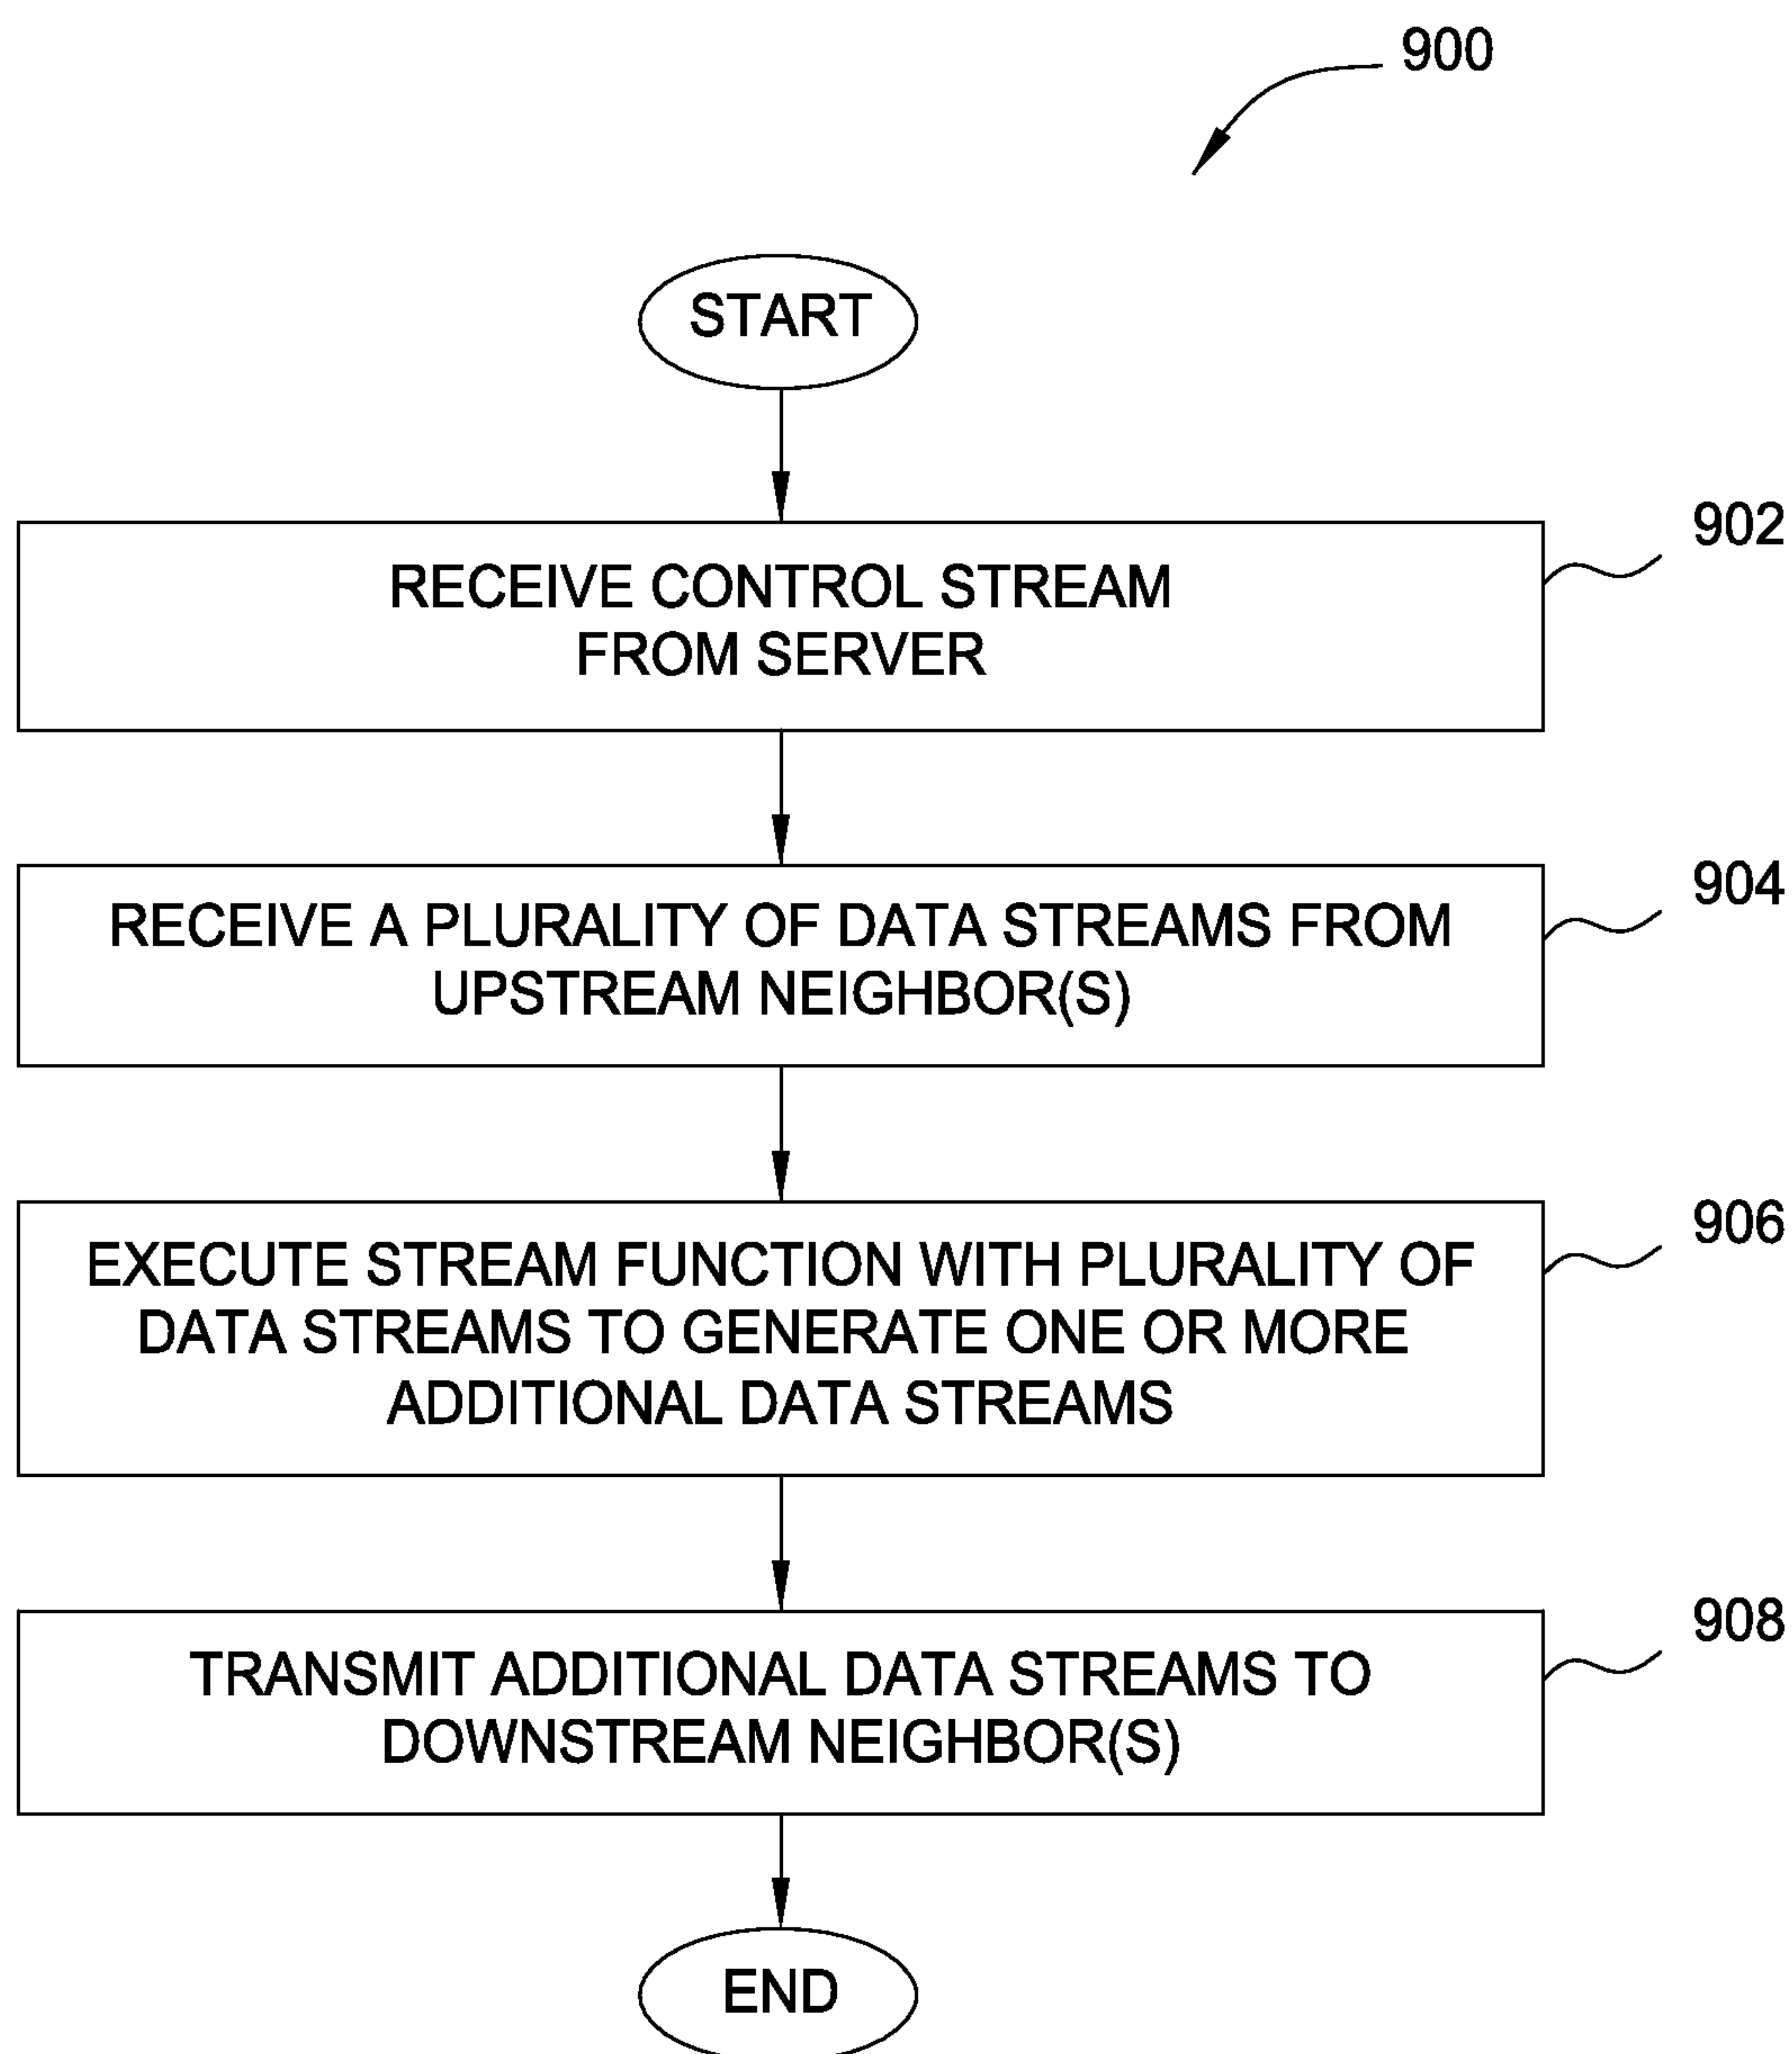 900
START
902
RECEIVE CONTROL STREAM
FROM SERVER
904
RECEIVE A PLURALITY OF DATA STREAMS FROM
UPSTREAM NEIGHBOR(S)
906
EXECUTE STREAM FUNCTION WITH PLURALITY OF
DATA STREAMS TO GENERATE ONE OR MORE
ADDITIONAL DATA STREAMS
908
TRANSMIT ADDITIONAL DATA STREAMS TO
DOWNSTREAM NEIGHBOR(S)
END